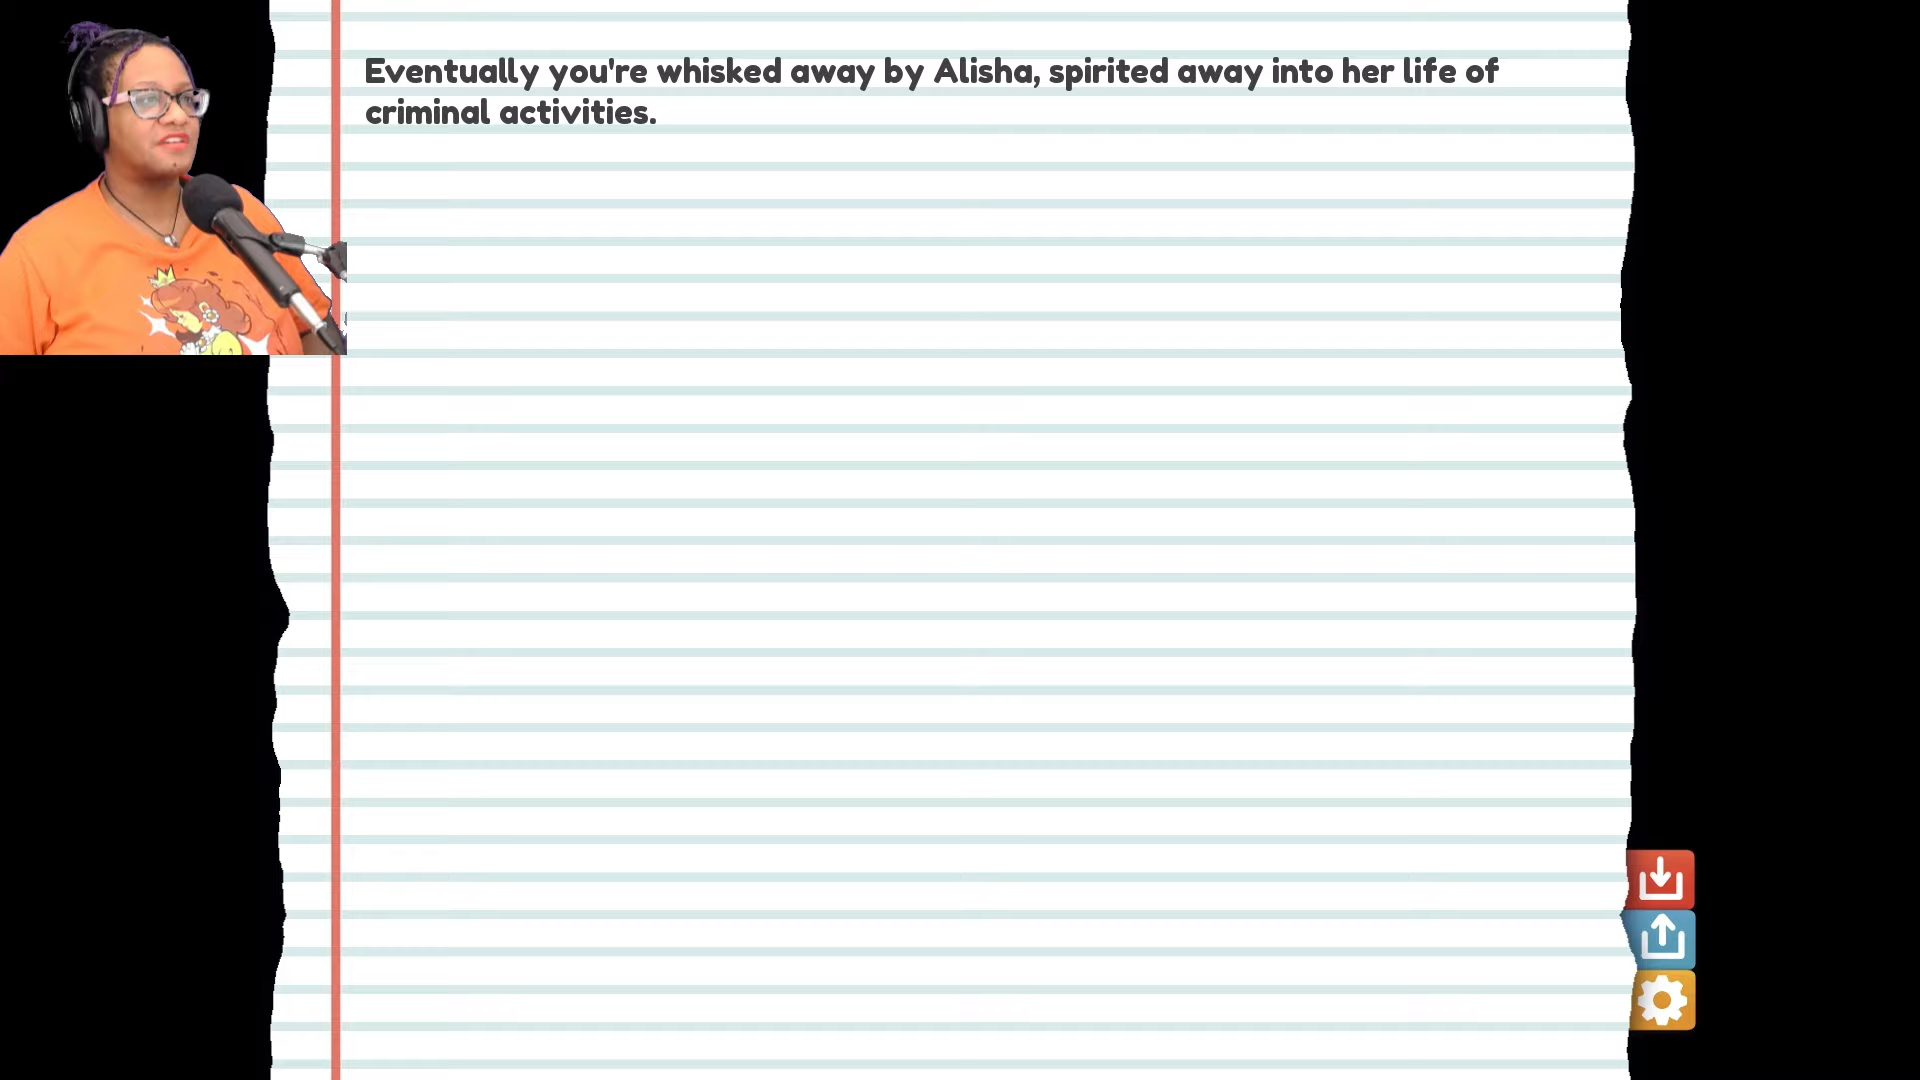 Eventually you're whisked away by Alisha, spirited away into her life of
criminal activities.